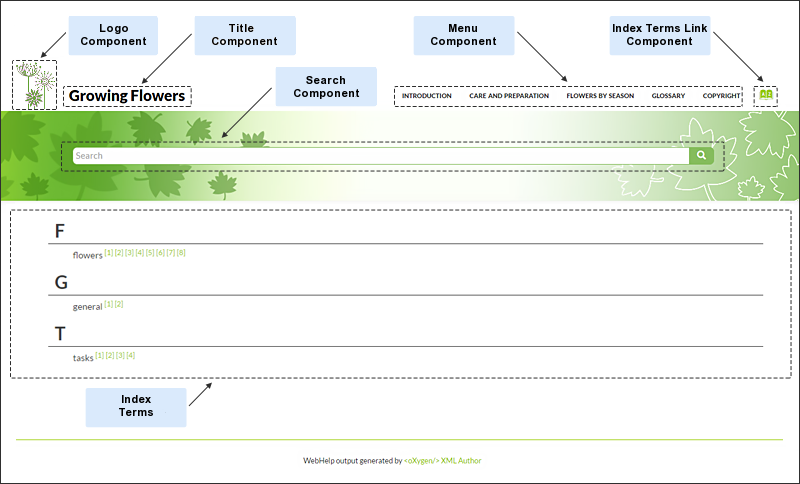 Logo
Component
Title
Component
Menu
Component
Index Terms Link
Component
Search
Component
Growing Flowers
INTRODUCTION CARE AND PREPARATION FLOWERS BY SEASON GLOSSARY COPYRIGHT
Search
F
flowers [1] [2] [3] [4] [5] [6] [7] [8]
G
general [1] [2]
T
tasks [1] [2] [3] [4]
Index
Terms
WebHelp output generated by <oXygen/> XML Author